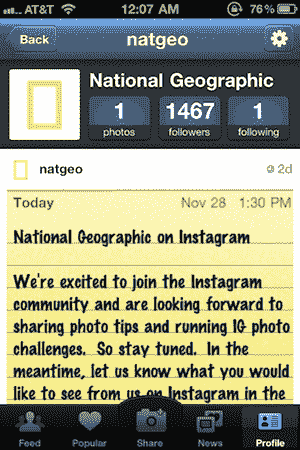 AT&T 12:07 AM 76%
Back natgeo
National Geographic
1 1467 1
photos followers following
natgeo 2d
Today Nov 28 1:30 PM
National Geographic on Instagram
We're excited to join the Instagram
community and are looking forward to
sharing photo tips and running IG photo
challenges. So stay tuned. In the
meantime, let us know what you would
like to see from us on Instagram in the
Feed Popular Share News Profile